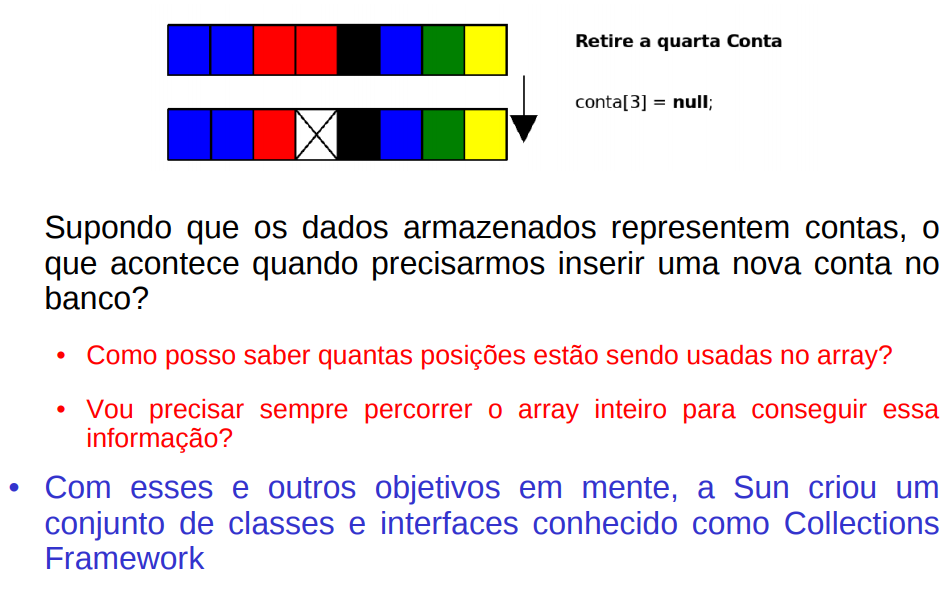 Retire a quarta Conta
conta[3] = null;
Supondo que os dados armazenados representem contas, o
que acontece quando precisarmos inserir uma nova conta no
banco?
• Como posso saber quantas posições estão sendo usadas no array?
• Vou precisar sempre percorrer o array inteiro para conseguir essa
informação?
• Com esses e outros objetivos em mente, a Sun criou um
conjunto de classes e interfaces conhecido como Collections
Framework